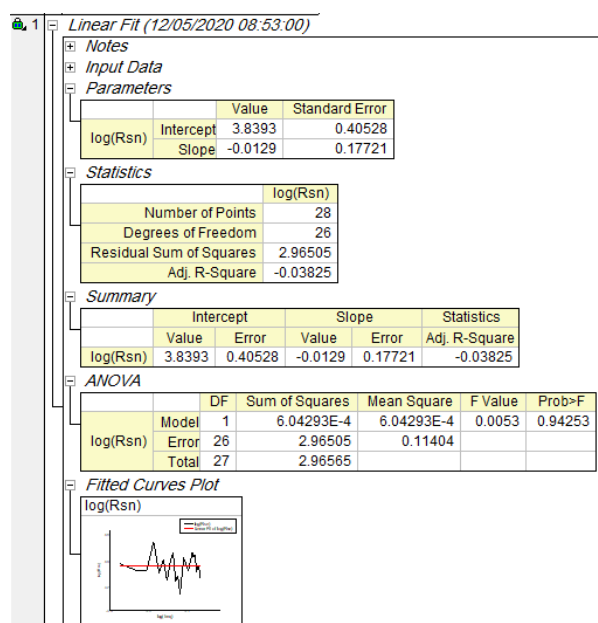 1 Linear Fit (12/05/2020 08:53:00)
Notes
Input Data
Parameters
Value Standard Error
log(Rsn) Intercept 3.8393 0.40528
Slope -0.0129 0.17721
Statistics
log(Rsn)
Number of Points 28
Degrees of Freedom 26
Residual Sum of Squares 2.96505
Adj. R-Square -0.03825
Summary
Intercept Slope Statistics
Value Error Value Error Adj. R-Square
log(Rsn) 3.8393 0.40528 -0.0129 0.17721 -0.03825
ANOVA
DF Sum of Squares Mean Square F Value Prob>F
Model 1 6.04293E-4 6.04293E-4 0.0053 0.94253
log(Rsn) Error 26 2.96505 0.11404
Total 27 2.96565
Fitted Curves Plot
log(Rsn)